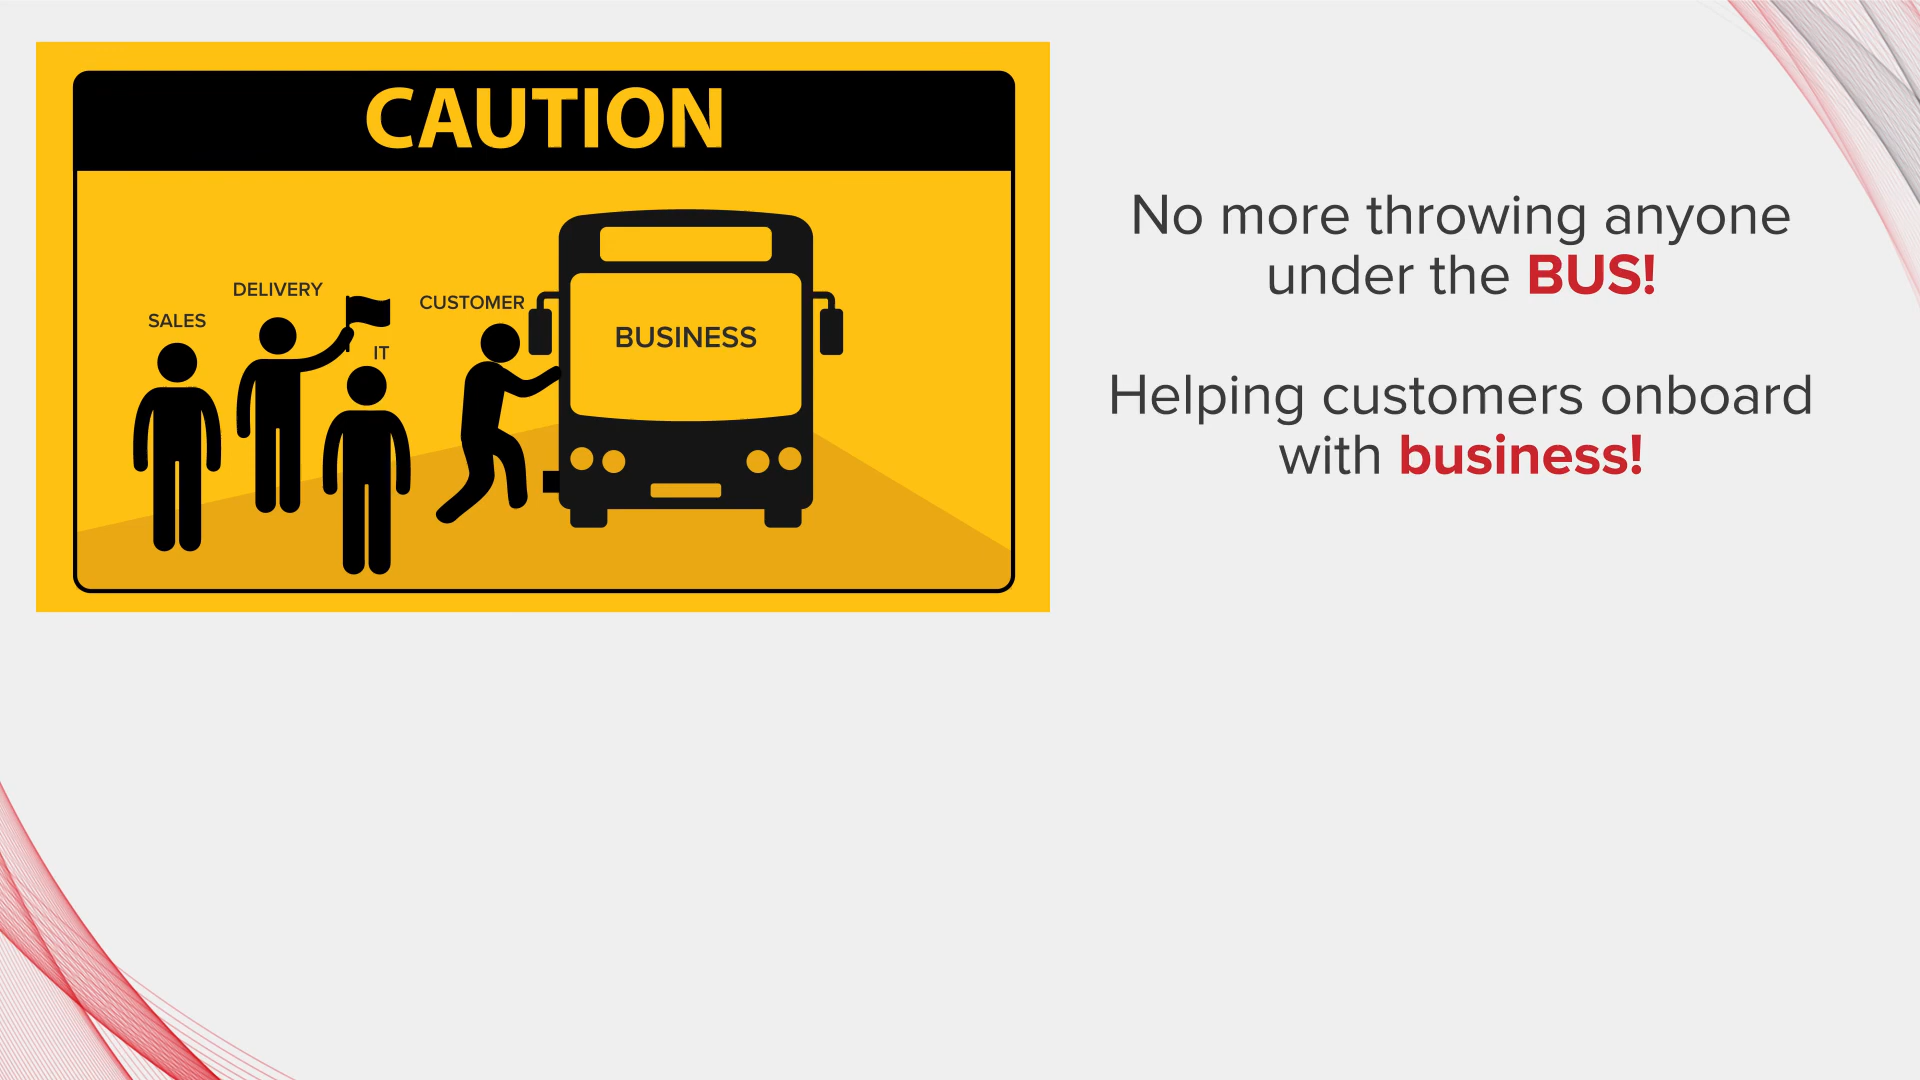 CAUTION
SALES
DELIVERY
IT
CUSTOMER
BUSINESS
No more throwing anyone
under the BUS!
Helping customers onboard
with business!